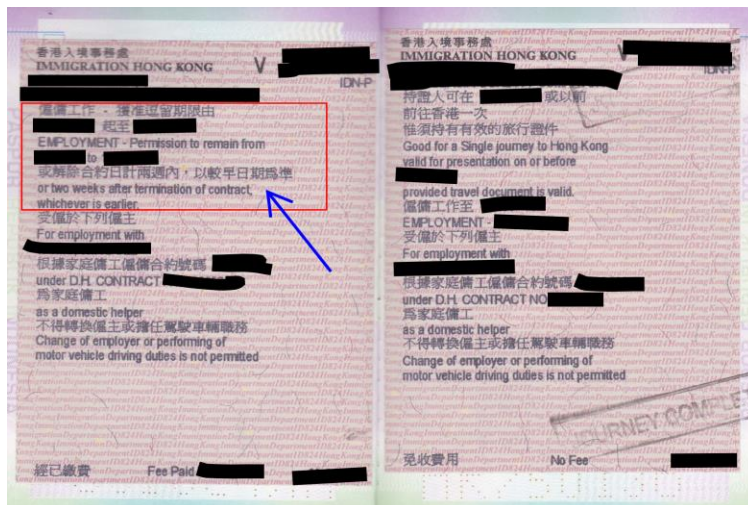 香港入境事務處
IMMIGRATION HONG KONG
V
IDN-P
僱傭工作 - 獲准逗留期限由
起至
EMPLOYMENT - Permission to remain from
to
或解除合約日計兩週內，以較早日期爲準
or two weeks after termination of contract,
whichever is earlier.
受僱於下列僱主
For employment with
根據家庭傭工僱傭合約號碼
under D.H. CONTRACT
爲家庭傭工
as a domestic helper
不得轉換僱主或擔任駕駛車輛職務
Change of employer or performing of
motor vehicle driving duties is not permitted
經已繳費 Fee Paid
香港入境事務處
IMMIGRATION HONG KONG
V
IDN-P
持證人可在 或以前
前往香港一次
惟須持有有效的旅行證件
Good for a Single journey to Hong Kong
valid for presentation on or before
provided travel document is valid.
僱傭工作至
EMPLOYMENT -
受僱於下列僱主
For employment with
根據家庭傭工僱傭合約號碼
under D.H. CONTRACT NO
爲家庭傭工
as a domestic helper
不得轉換僱主或擔任駕駛車輛職務
Change of employer or performing of
motor vehicle driving duties is not permitted
JOURNEY COMPLE
免收費用 No Fee